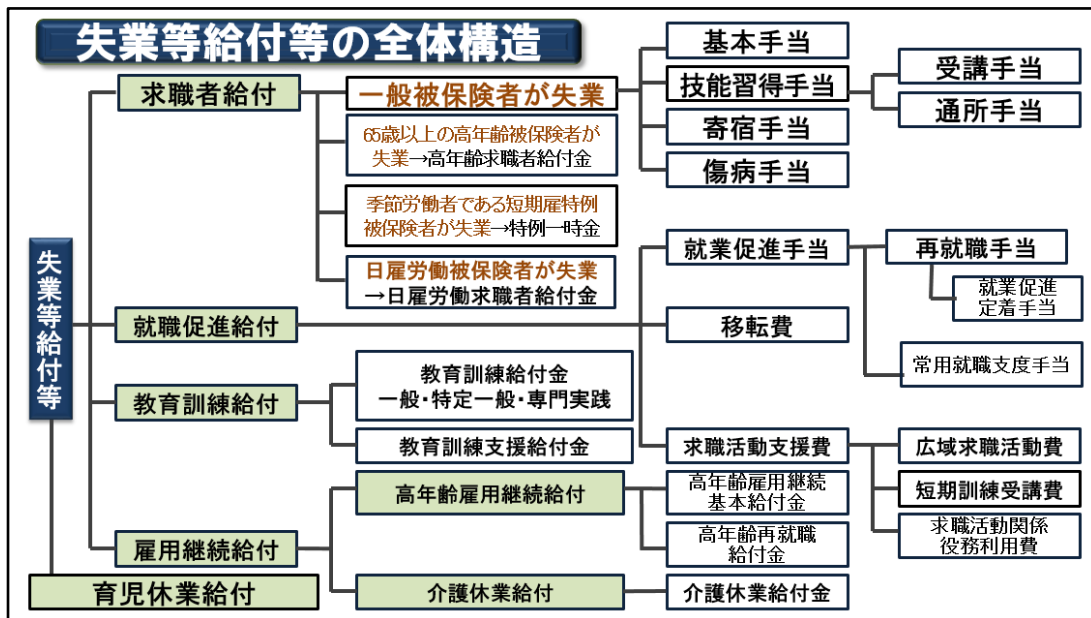 失業等給付等の全体構造
失業等給付等
求職者給付
一般被保険者が失業
基本手当
技能習得手当
受講手当
通所手当
寄宿手当
傷病手当
65歳以上の高年齢被保険者が
失業→高年齢求職者給付金
季節労働者である短期雇特例
被保険者が失業→特例一時金
日雇労働被保険者が失業
→日雇労働求職者給付金
就職促進給付
就業促進手当
再就職手当
就業促進
定着手当
常用就職支度手当
移転費
求職活動支援費
広域求職活動費
短期訓練受講費
求職活動関係
役務利用費
教育訓練給付
教育訓練給付金
一般・特定一般・専門実践
教育訓練支援給付金
雇用継続給付
高年齢雇用継続給付
高年齢雇用継続
基本給付金
高年齢再就職
給付金
介護休業給付
介護休業給付金
育児休業給付